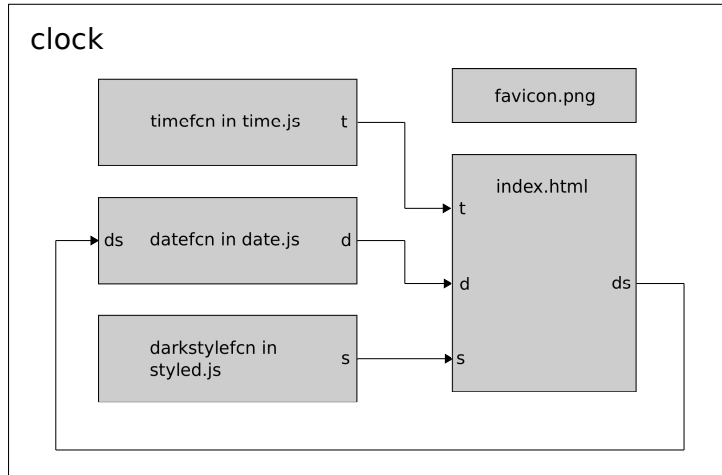 clock
timefcn in time.js
t
favicon.png
index.html
t
ds
datefcn in date.js
d
d
ds
darkstylefcn in
styled.js
s
s